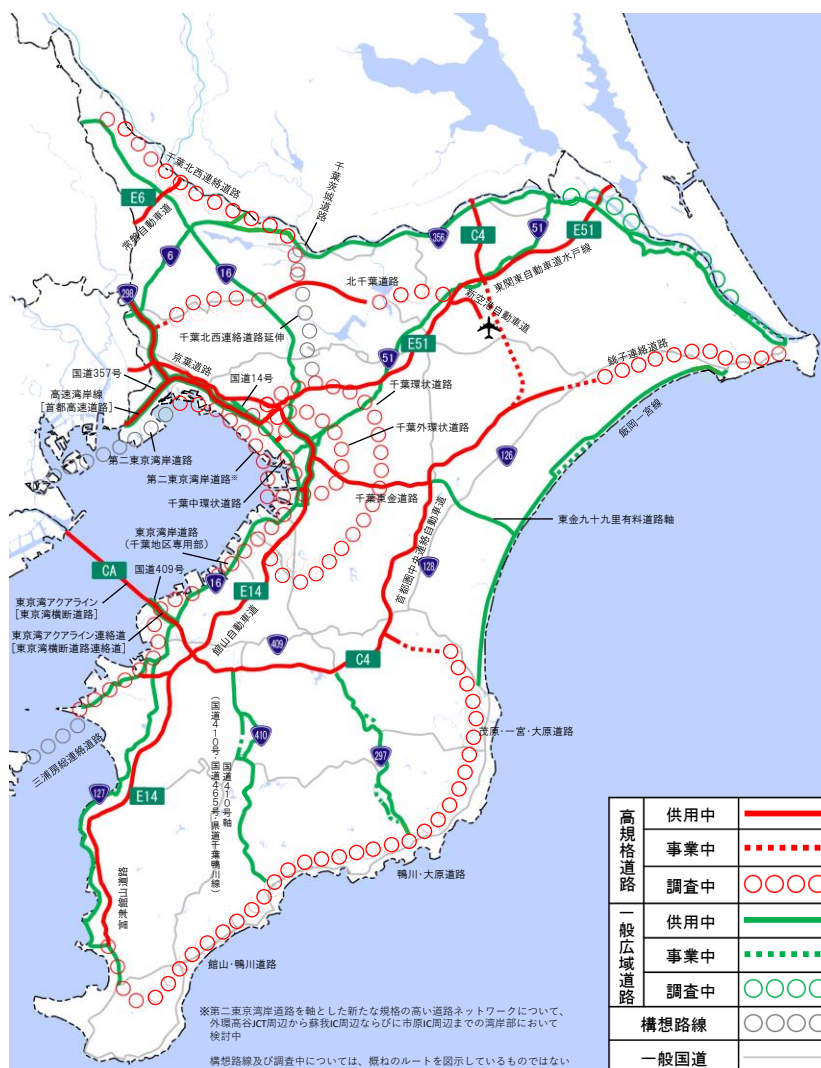 千葉北西連絡道路
千葉茨城道路
E6
常磐自動車道
6
16
356
C4
51
E51
東関東自動車道水戸線
北千葉道路
新空港自動車道
298
千葉北西連絡道路延伸
E51
京葉道路
51
銚子連絡道路
国道357号
国道14号
千葉環状道路
高速湾岸線
[首都高速道路]
千葉外環状道路
飯岡一宮線
第二東京湾岸道路
第二東京湾岸道路※
126
千葉中環状道路
千葉東金道路
東金九十九里有料道路軸
東京湾岸道路
(千葉地区専用部)
首都圏中央連絡自動車道
CA
国道409号
16
E14
128
東京湾アクアライン
[東京湾横断道路]
館山自動車道
東京湾アクアライン連絡道
[東京湾横断道路連絡道]
409
C4
茂原・一宮・大原道路
三浦房総連絡道路
410
国道410号軸
(国道410号・国道465号・県道千葉鴨川線)
297
127
E14
鴨川・大原道路
富津館山道路
館山・鴨川道路
高規格道路
供用中
事業中
調査中
一般広域道路
供用中
事業中
調査中
構想路線
一般国道
※第二東京湾岸道路を軸とした新たな規格の高い道路ネットワークについて、
外環高谷JCT周辺から蘇我IC周辺ならびに市原IC周辺までの湾岸部において
検討中
構想路線及び調査中については、概ねのルートを図示しているものではない